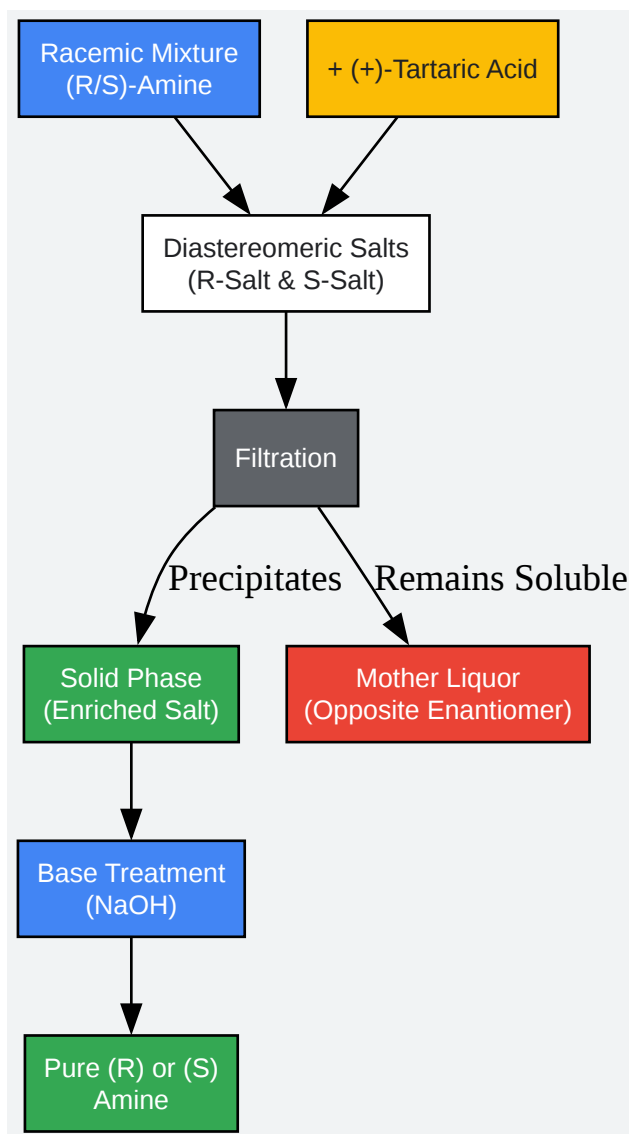 Racemic Mixture
(R/S)-Amine
+ (+)-Tartaric Acid
Diastereomeric Salts
(R-Salt & S-Salt)
Filtration
Precipitates
Remains Soluble
Solid Phase
(Enriched Salt)
Mother Liquor
(Opposite Enantiomer)
Base Treatment
(NaOH)
Pure (R) or (S)
Amine